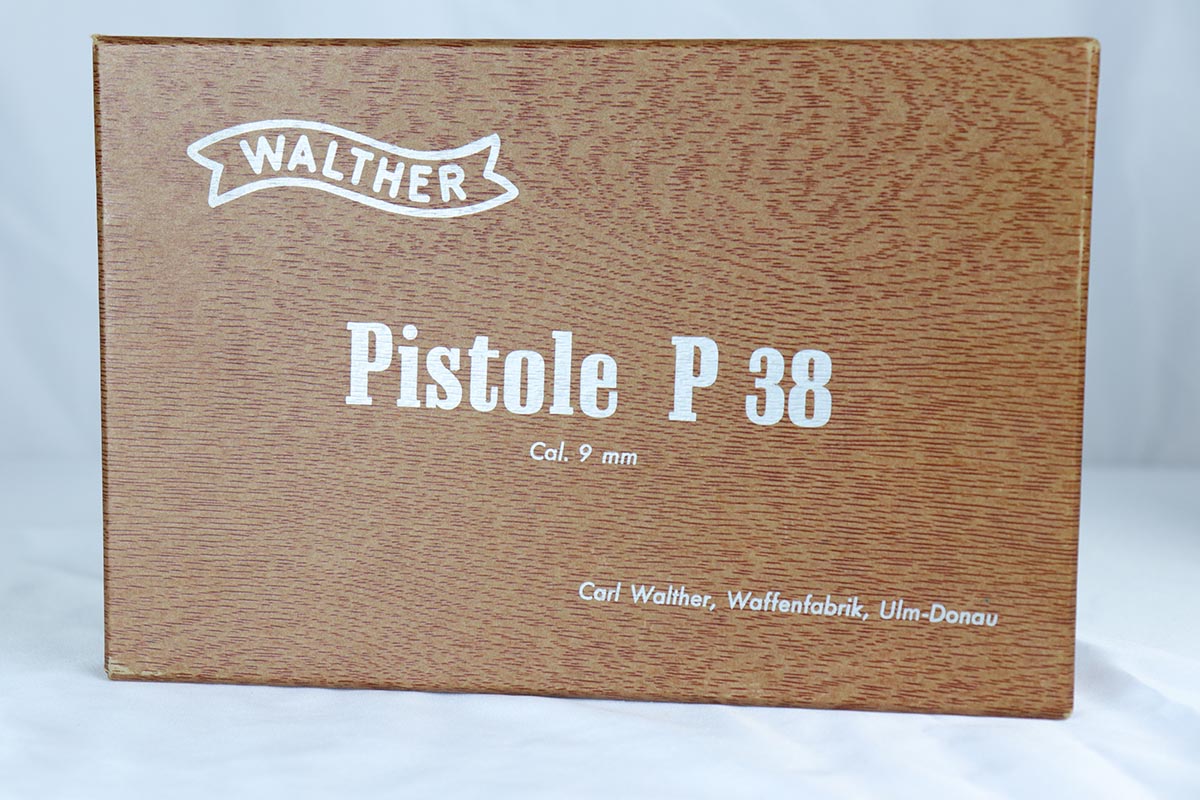 WALTHER
Pistole P 38
Cal. 9 mm
Carl Walther, Waffenfabrik, Ulm-Donau